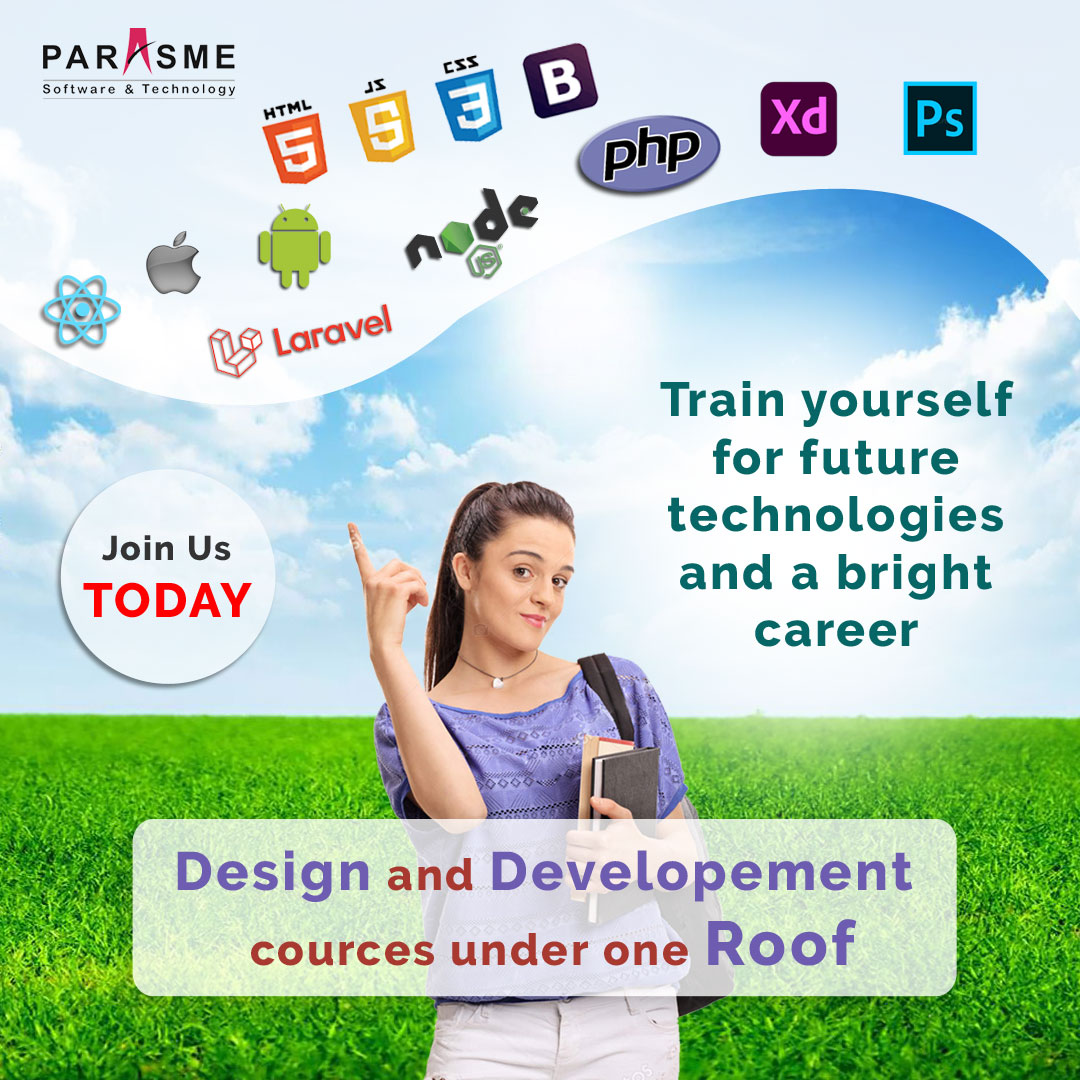 PARASME
Software & Technology
HTML
5
JS
5
CSS
3
B
php
Xd
Ps
node
JS
Laravel
Train yourself
for future
technologies
and a bright
career
Join Us
TODAY
Design and Developement
cources under one Roof